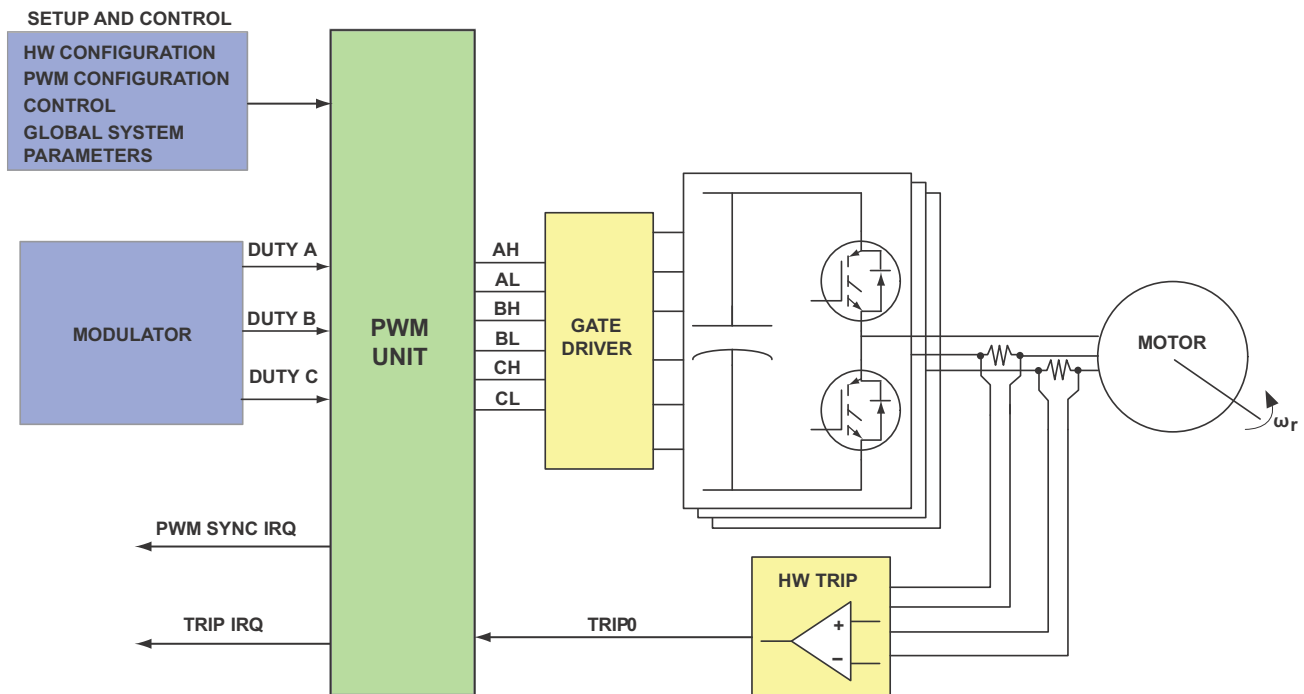 SETUP AND CONTROL
HW CONFIGURATION
PWM CONFIGURATION
CONTROL
GLOBAL SYSTEM
PARAMETERS
MODULATOR
DUTY A
DUTY B
DUTY C
PWM
UNIT
AH
AL
BH
BL
CH
CL
GATE
DRIVER
MOTOR
ωr
PWM SYNC IRQ
TRIP IRQ
TRIP0
HW TRIP
+
–